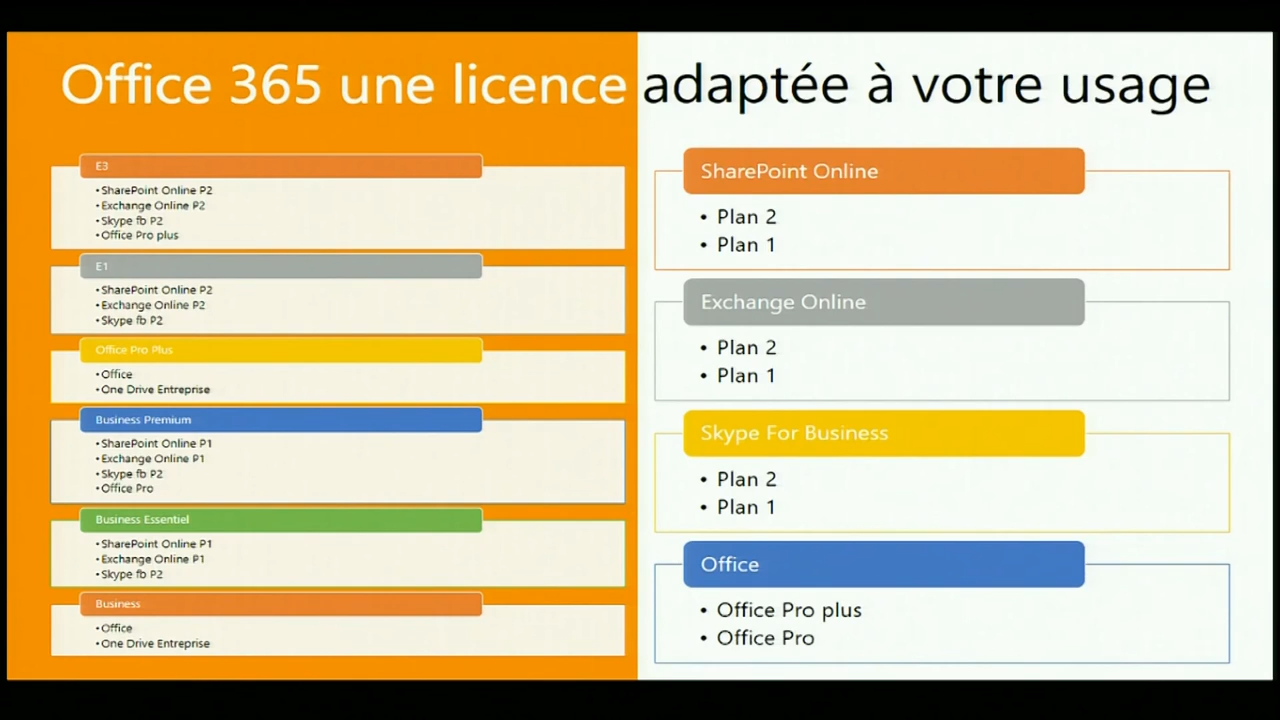 Office 365 une licence adaptée à votre usage
E3
•SharePoint Online P2
•Exchange Online P2
•Skype fb P2
•Office Pro plus
E1
•SharePoint Online P2
•Exchange Online P2
•Skype fb P2
Office Pro Plus
•Office
•One Drive Entreprise
Business Premium
•SharePoint Online P1
•Exchange Online P1
•Skype fb P2
•Office Pro
Business Essentiel
•SharePoint Online P1
•Exchange Online P1
•Skype fb P2
Business
•Office
•One Drive Entreprise
SharePoint Online
• Plan 2
• Plan 1
Exchange Online
• Plan 2
• Plan 1
Skype For Business
• Plan 2
• Plan 1
Office
• Office Pro plus
• Office Pro